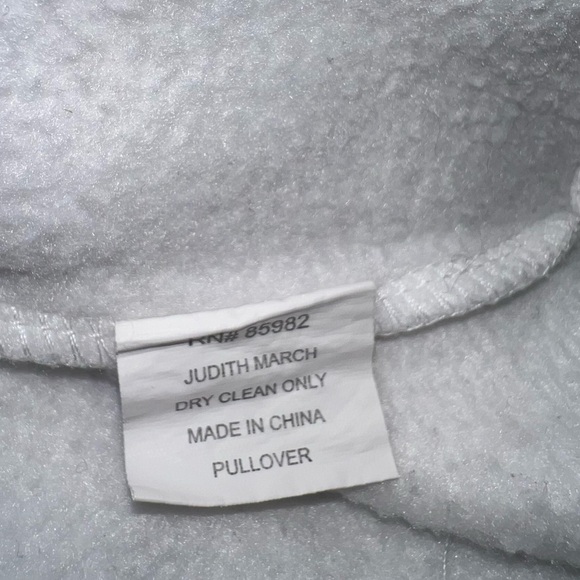 RN# 85982
JUDITH MARCH
DRY CLEAN ONLY
MADE IN CHINA
PULLOVER